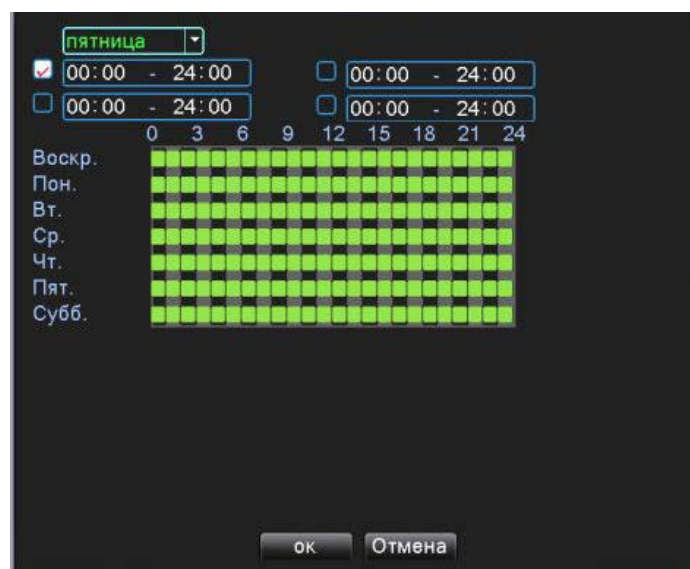 пятница
00:00 - 24:00 00:00 - 24:00
00:00 - 24:00 00:00 - 24:00
0 3 6 9 12 15 18 21 24
Воскр.
Пон.
Вт.
Ср.
Чт.
Пят.
Субб.
ок Отмена